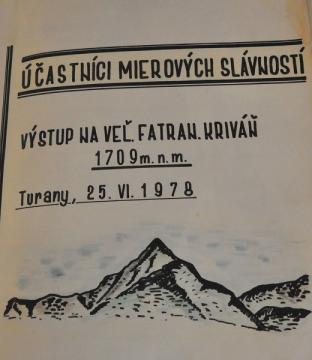 ÚČASTNÍCI MIEROVÝCH SLÁVNOSTÍ
VÝSTUP NA VEĽ. FATRAN. KRIVÁŇ
1709 m. n. m.
Turany, 25. VI. 1978